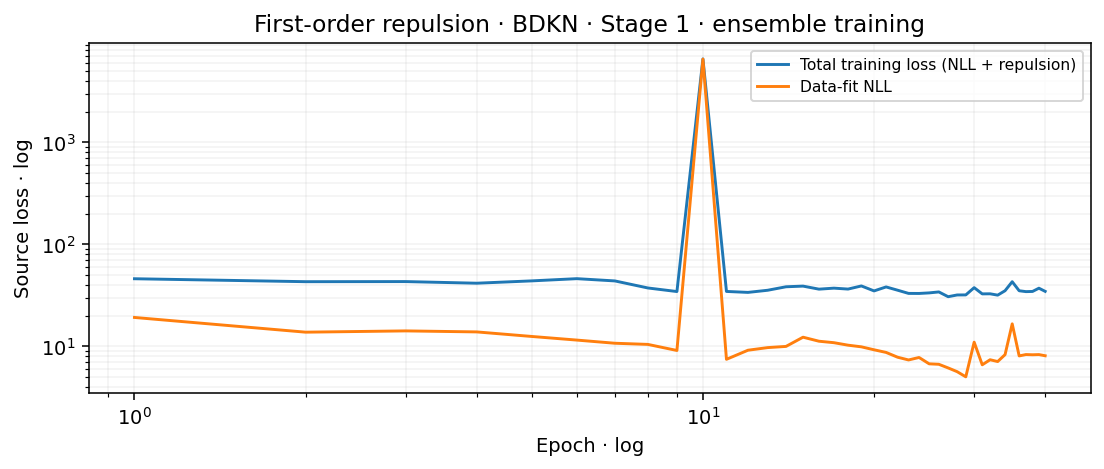 First-order repulsion · BDKN · Stage 1 · ensemble training
Total training loss (NLL + repulsion)
Data-fit NLL
Source loss · log
10³
10²
10¹
10⁰
10¹
Epoch · log